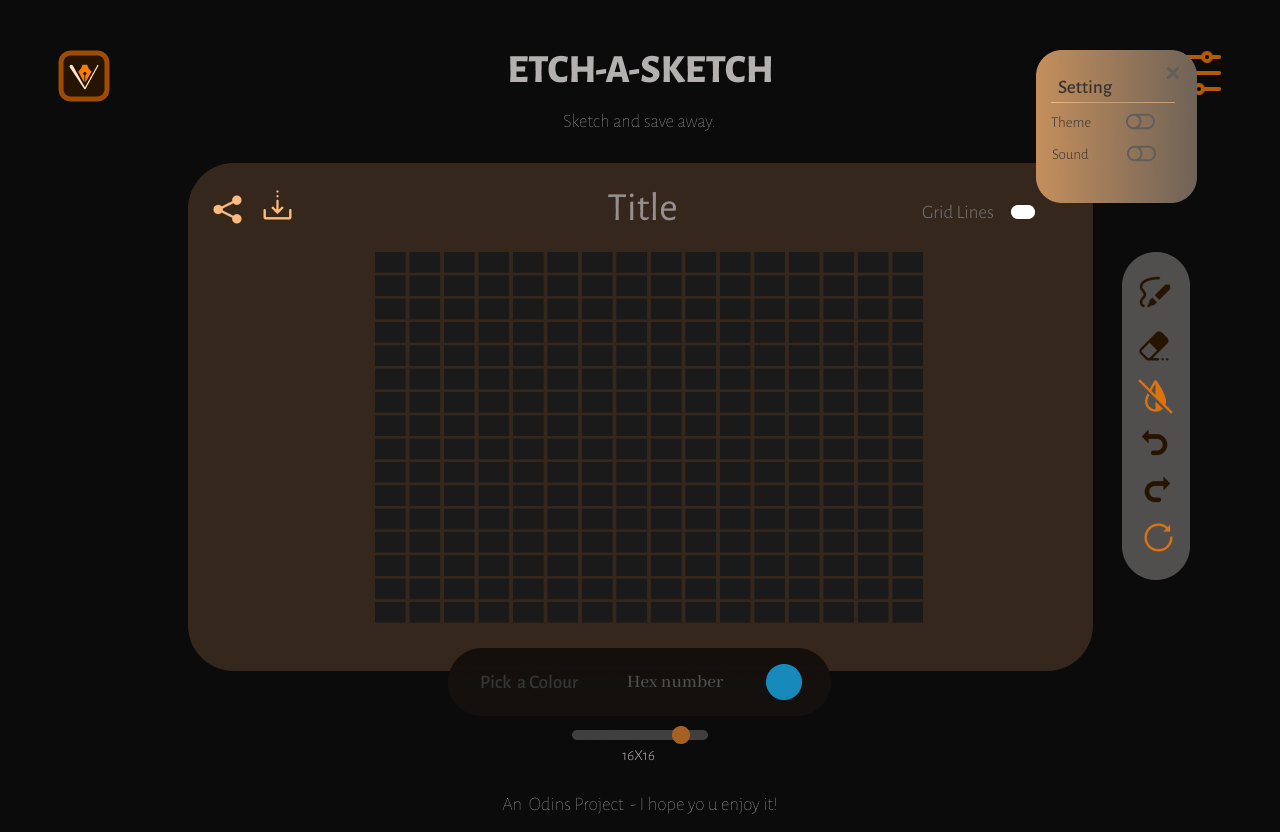 ETCH-A-SKETCH
Sketch and save away.
Setting
Theme
Sound
Title
Grid Lines
Pick a Colour
Hex number
16X16
An Odins Project - I hope yo u enjoy it!